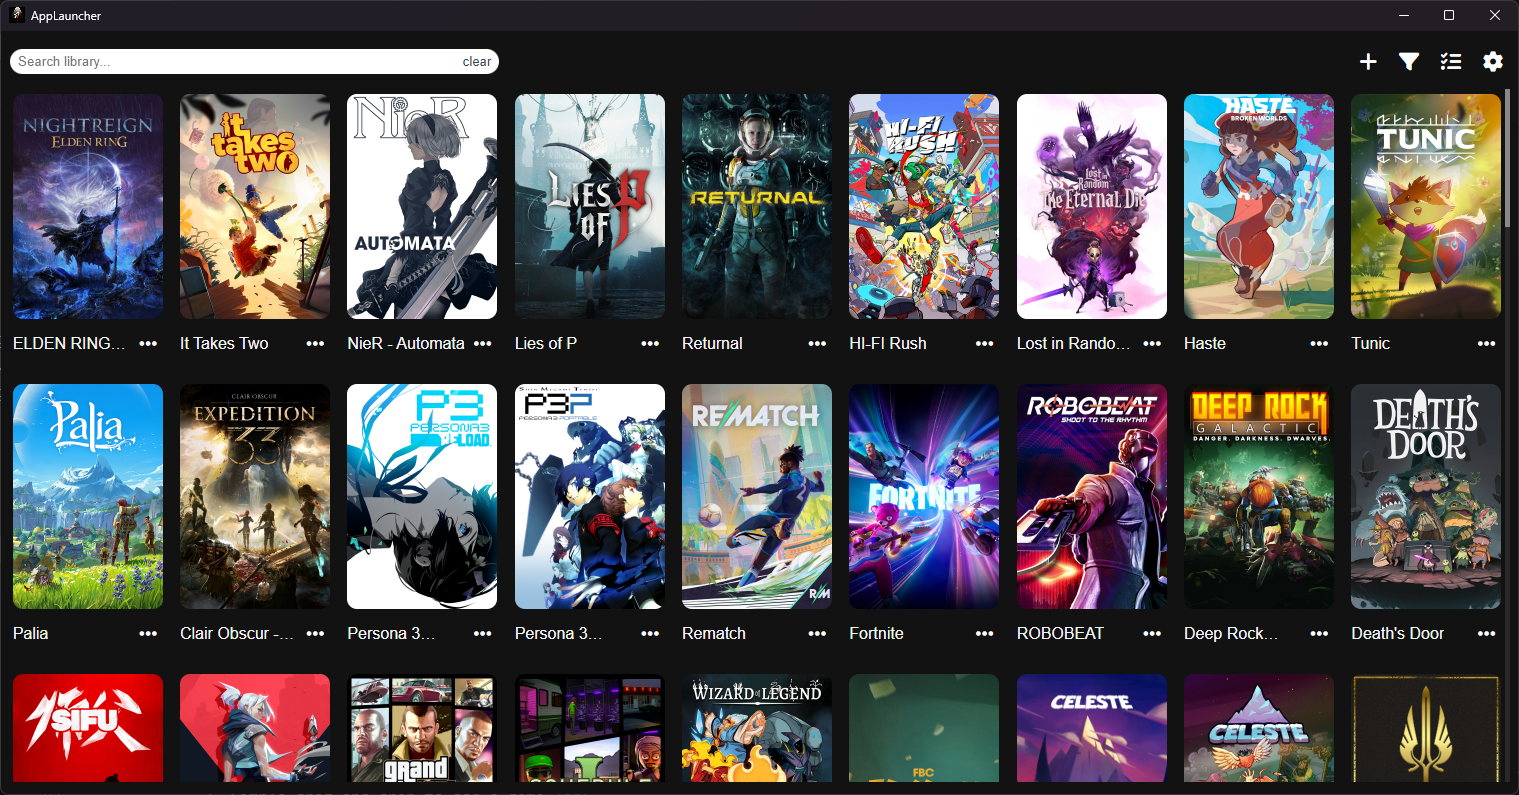 AppLauncher
Search library...
clear
NIGHTREIGN
ELDEN RING
it
takes
two
NieR
AUTOMATA
LIES
OF P
RETURNAL
HI-FI
RUSH
Lost
in
Random
The Eternal Die
HASTE
BROKEN WORLDS
TUNIC
ELDEN RING...
It Takes Two
NieR - Automata
Lies of P
Returnal
HI-FI Rush
Lost in Rando...
Haste
Tunic
Palia
CLAIR OBSCUR
EXPEDITION
33
P3
PERSONA3
RELOAD
SHIN MEGAMI TENSEI
P3P
PERSONA3 PORTABLE
REMATCH
R/M
FORTNITE
ROBOBEAT
SHOOT TO THE RHYTHM
DEEP ROCK
GALACTIC
DANGER. DARKNESS. DWARVES.
DEATH'S
DOOR
Palia
Clair Obscur -...
Persona 3...
Persona 3...
Rematch
Fortnite
ROBOBEAT
Deep Rock...
Death's Door
SIFU
grand
WIZARD of LEGEND
FBC
CELESTE
CELESTE